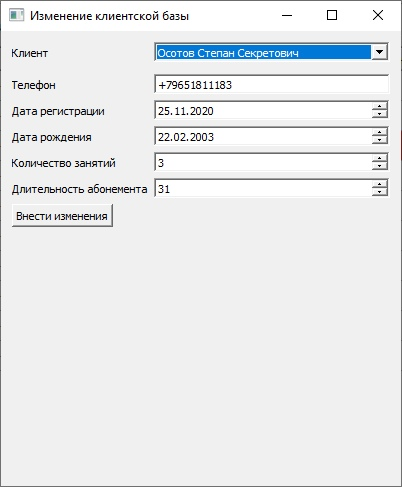 Изменение клиентской базы
Клиент Осотов Степан Секретович
Телефон +79651811183
Дата регистрации 25.11.2020
Дата рождения 22.02.2003
Количество занятий 3
Длительность абонемента 31
Внести изменения